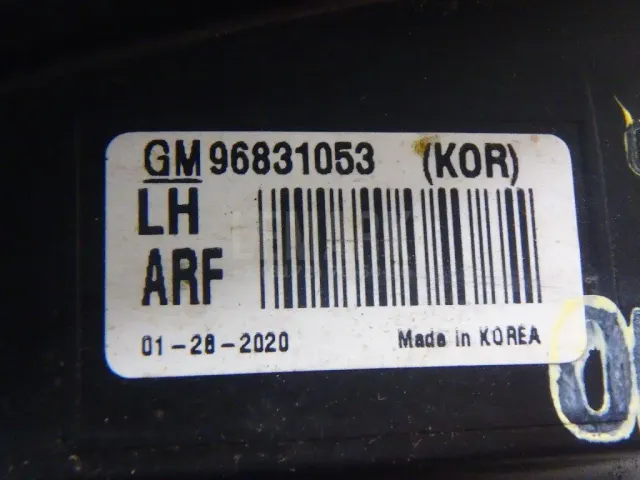 GM 96831053 (KOR)
LH
ARF
01-28-2020 Made in KOREA